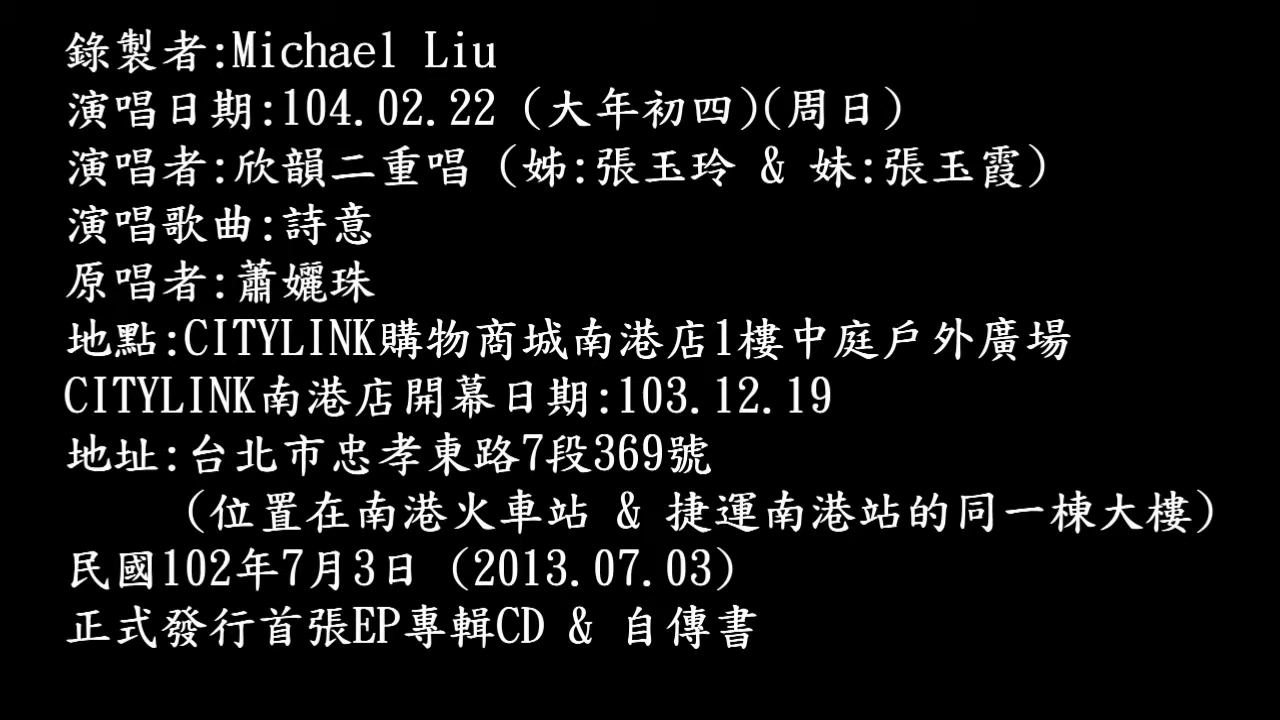 錄製者:Michael Liu
演唱日期:104.02.22 (大年初四)(周日)
演唱者:欣韻二重唱 (姊:張玉玲 & 妹:張玉霞)
演唱歌曲:詩意
原唱者:蕭孋珠
地點:CITYLINK購物商城南港店1樓中庭戶外廣場
CITYLINK南港店開幕日期:103.12.19
地址:台北市忠孝東路7段369號
(位置在南港火車站 & 捷運南港站的同一棟大樓)
民國102年7月3日 (2013.07.03)
正式發行首張EP專輯CD & 自傳書